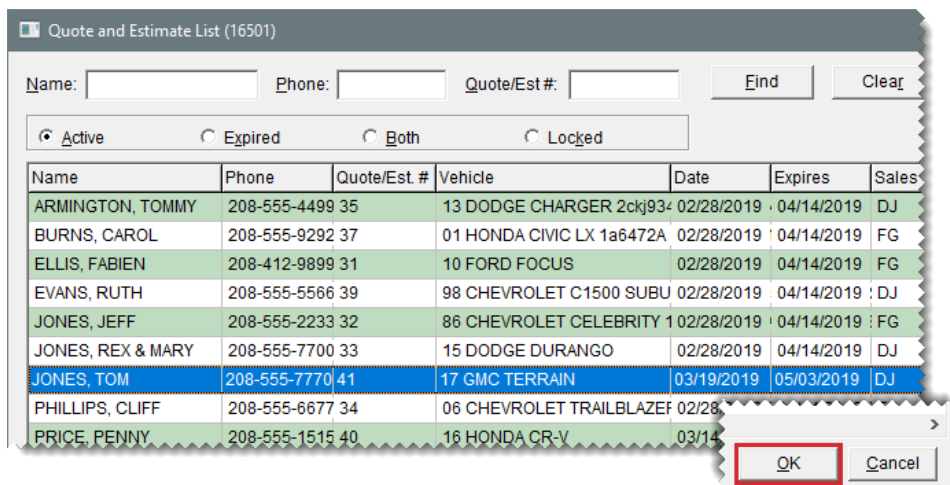 Quote and Estimate List (16501)
Name: Phone: Quote/Est #: Find Clear
Active Expired Both Locked
Name Phone Quote/Est. # Vehicle Date Expires Sales
ARMINGTON, TOMMY 208-555-4499 35 13 DODGE CHARGER 2ckj934 02/28/2019 04/14/2019 DJ
BURNS, CAROL 208-555-9292 37 01 HONDA CIVIC LX 1a6472A 02/28/2019 04/14/2019 FG
ELLIS, FABIEN 208-412-9899 31 10 FORD FOCUS 02/28/2019 04/14/2019 FG
EVANS, RUTH 208-555-5566 39 98 CHEVROLET C1500 SUBU 02/28/2019 04/14/2019 DJ
JONES, JEFF 208-555-2233 32 86 CHEVROLET CELEBRITY 1 02/28/2019 04/14/2019 FG
JONES, REX & MARY 208-555-7700 33 15 DODGE DURANGO 02/28/2019 04/14/2019 DJ
JONES, TOM 208-555-7770 41 17 GMC TERRAIN 03/19/2019 05/03/2019 DJ
PHILLIPS, CLIFF 208-555-6677 34 06 CHEVROLET TRAILBLAZER 02/28
PRICE, PENNY 208-555-1515 40 16 HONDA CR-V 03/14
OK Cancel